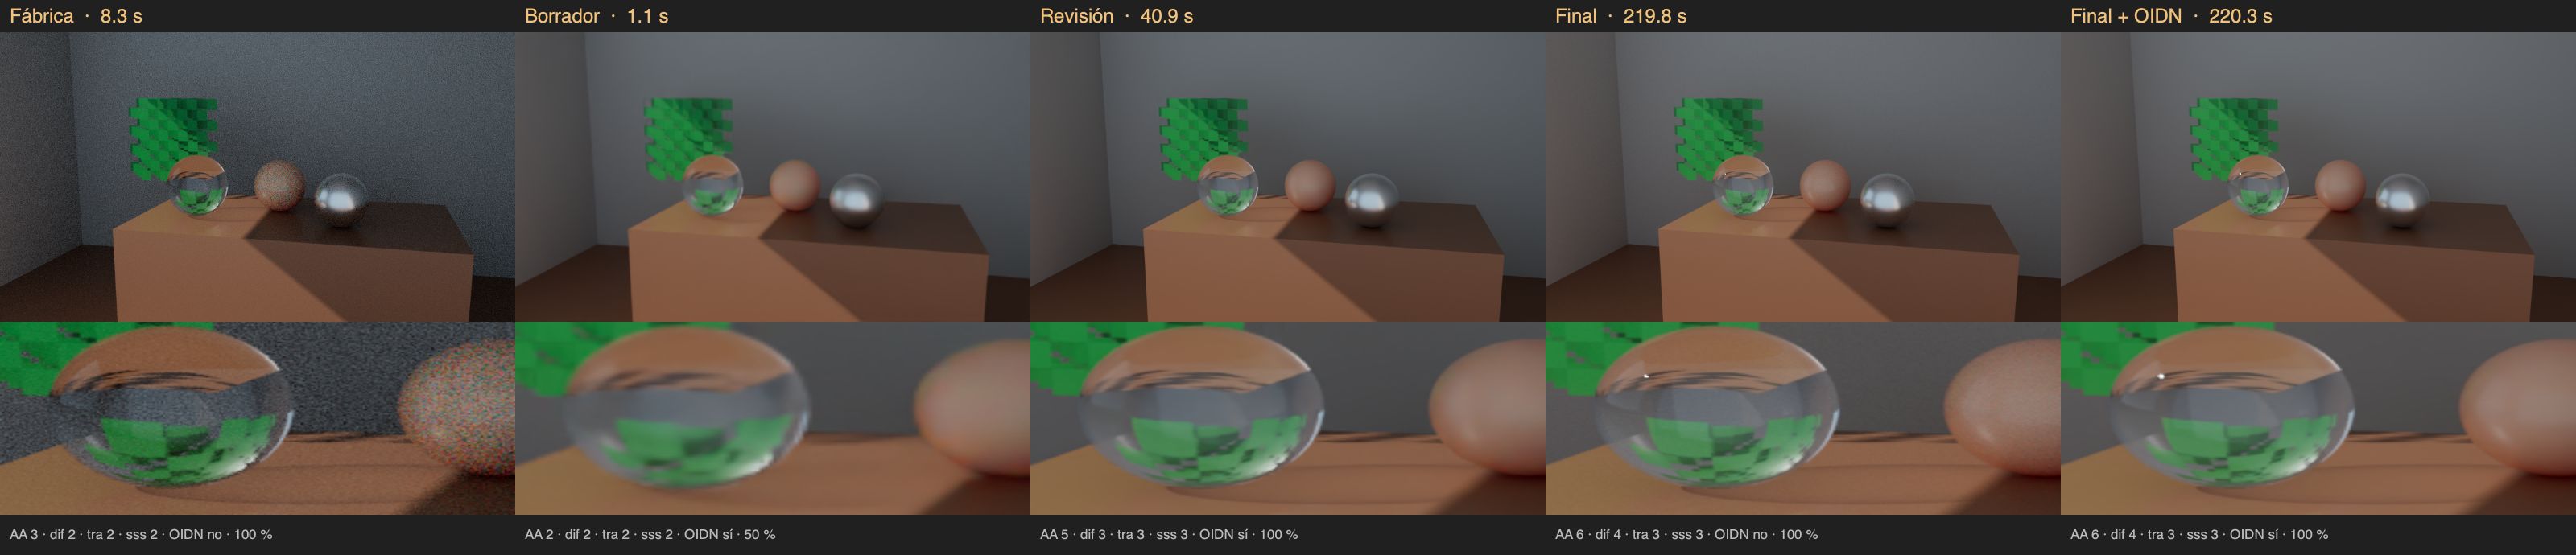 Fábrica · 8.3 s
Borrador · 1.1 s
Revisión · 40.9 s
Final · 219.8 s
Final + OIDN · 220.3 s
AA 3 · dif 2 · tra 2 · sss 2 · OIDN no · 100 %
AA 2 · dif 2 · tra 2 · sss 2 · OIDN sí · 50 %
AA 5 · dif 3 · tra 3 · sss 3 · OIDN sí · 100 %
AA 6 · dif 4 · tra 3 · sss 3 · OIDN no · 100 %
AA 6 · dif 4 · tra 3 · sss 3 · OIDN sí · 100 %